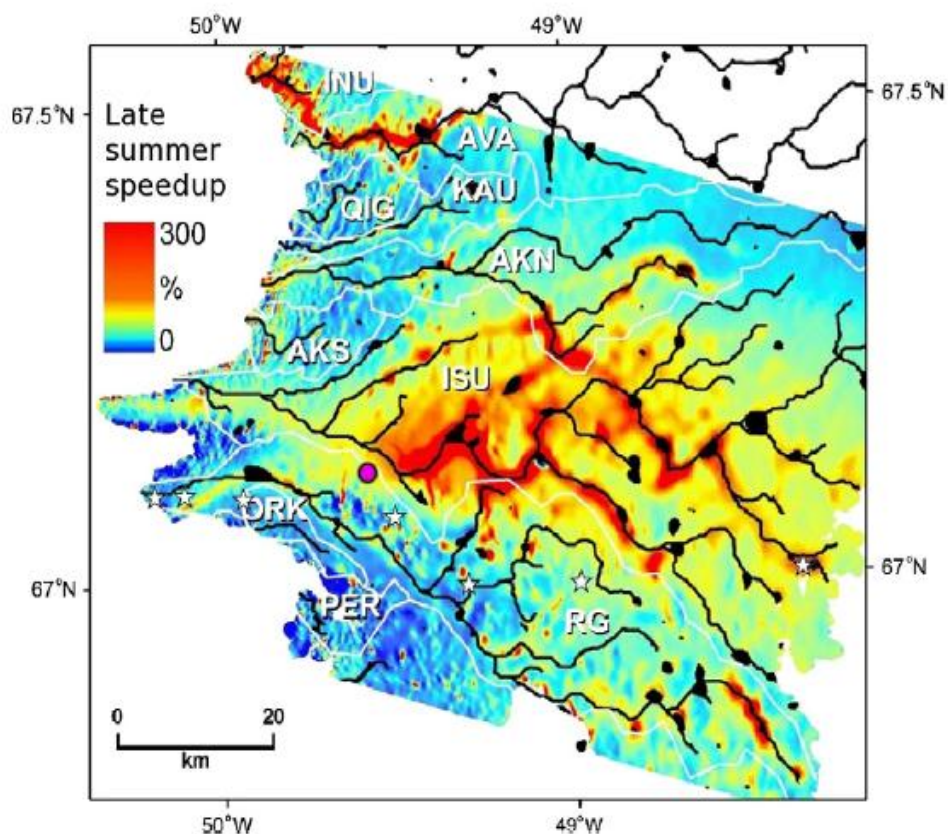 50°W 49°W
67.5°N 67.5°N
Late
summer
speedup
300
%
0
INU
AVA
KAU
QIG
AKN
AKS
ISU
ORK
PER
RG
67°N 67°N
0 20
km
50°W 49°W